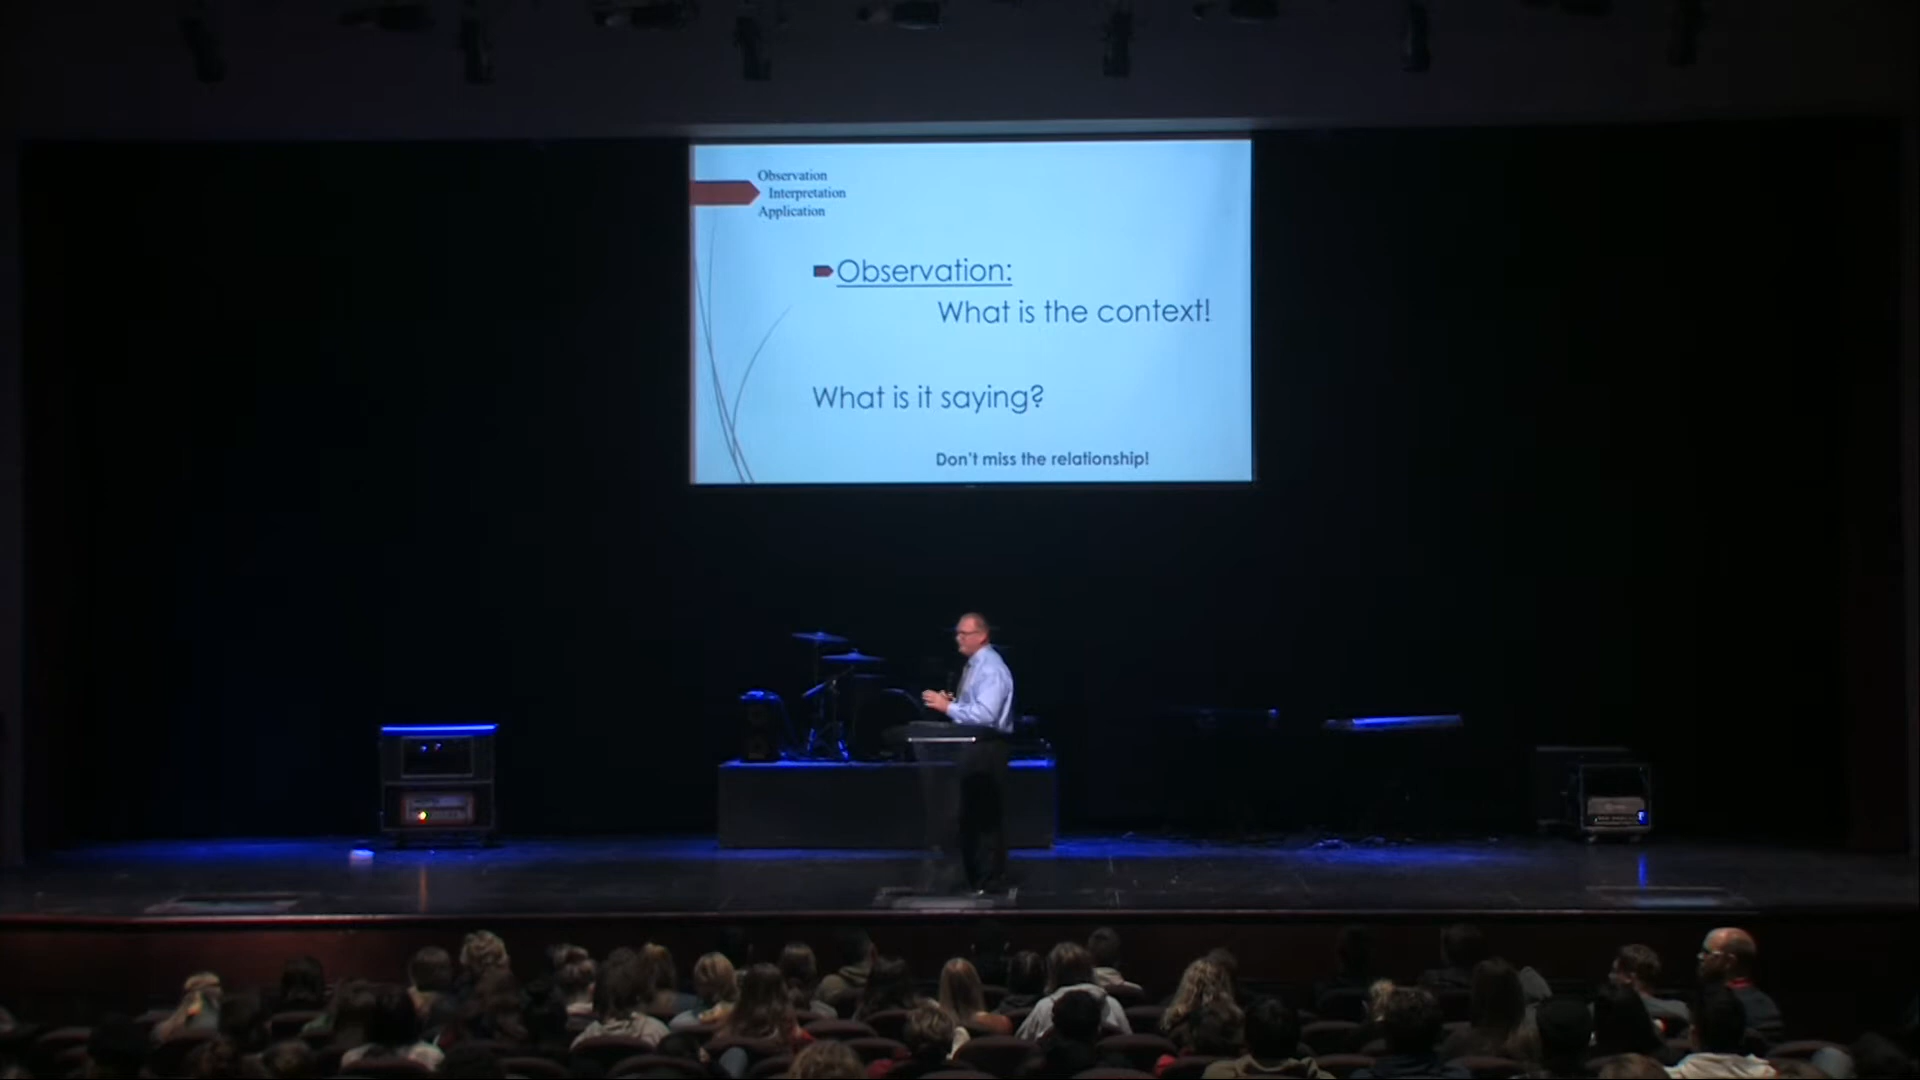 Observation
Interpretation
Application
Observation:
What is the context!
What is it saying?
Don't miss the relationship!